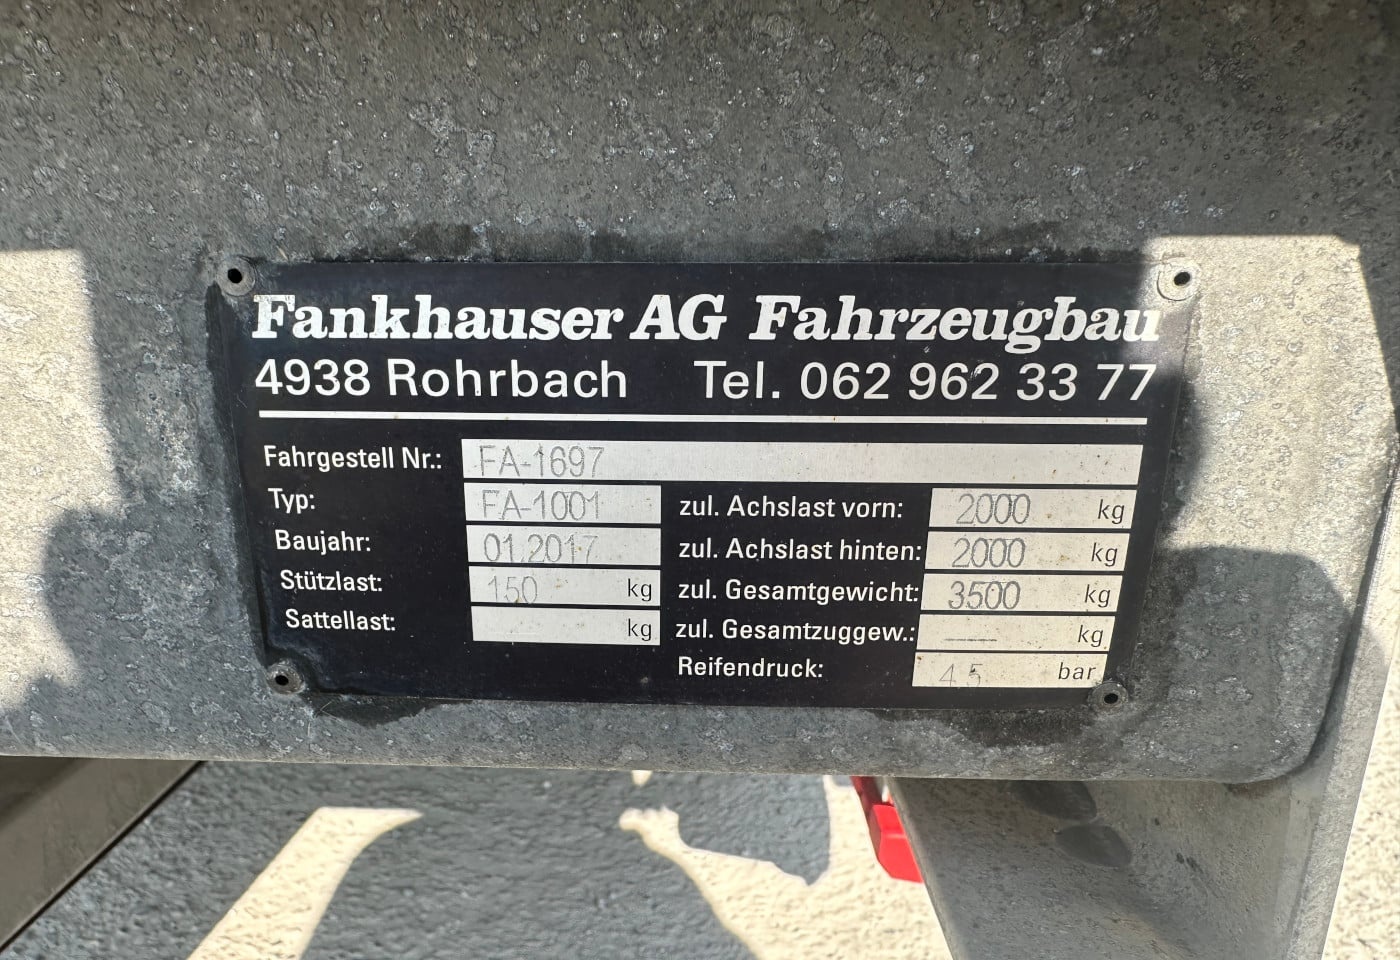 Fankhauser AG Fahrzeugbau
4938 Rohrbach Tel. 062 962 33 77
Fahrgestell Nr.: FA-1697
Typ: FA-1001 zul. Achslast vorn: 2000 kg
Baujahr: 01.2017 zul. Achslast hinten: 2000 kg
Stützlast: 150 kg zul. Gesamtgewicht: 3500 kg
Sattellast: kg zul. Gesamtzuggew.: — kg
Reifendruck: 4.5 bar